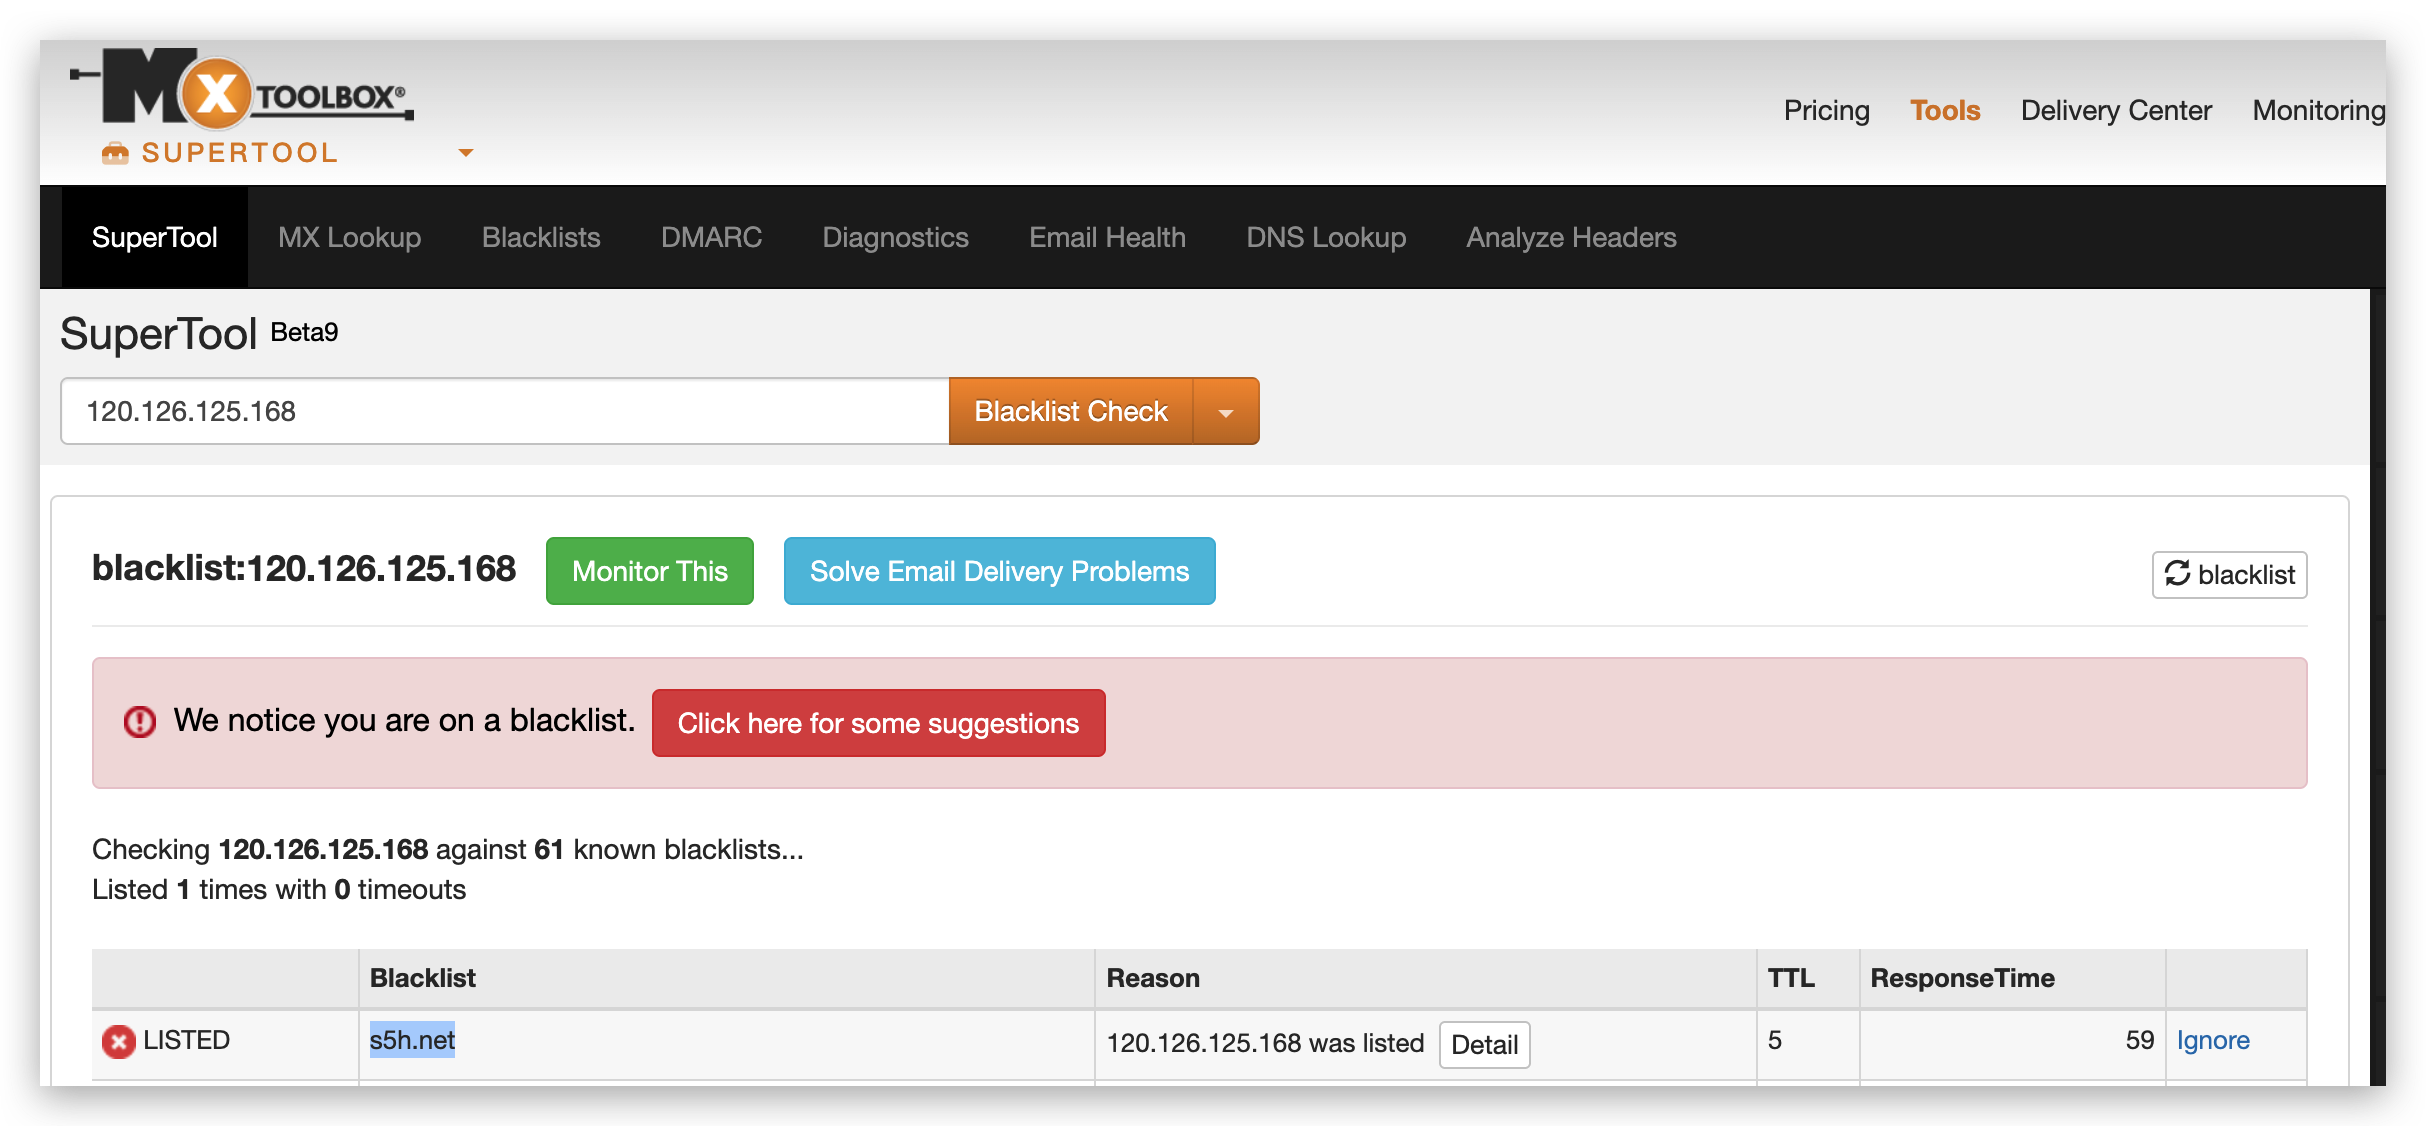 MX TOOLBOX®
SUPERTOOL
Pricing Tools Delivery Center Monitoring
SuperTool MX Lookup Blacklists DMARC Diagnostics Email Health DNS Lookup Analyze Headers
SuperTool Beta9
120.126.125.168 Blacklist Check
blacklist:120.126.125.168 Monitor This Solve Email Delivery Problems blacklist
We notice you are on a blacklist. Click here for some suggestions
Checking 120.126.125.168 against 61 known blacklists...
Listed 1 times with 0 timeouts
Blacklist Reason TTL ResponseTime
LISTED s5h.net 120.126.125.168 was listed Detail 5 59 Ignore